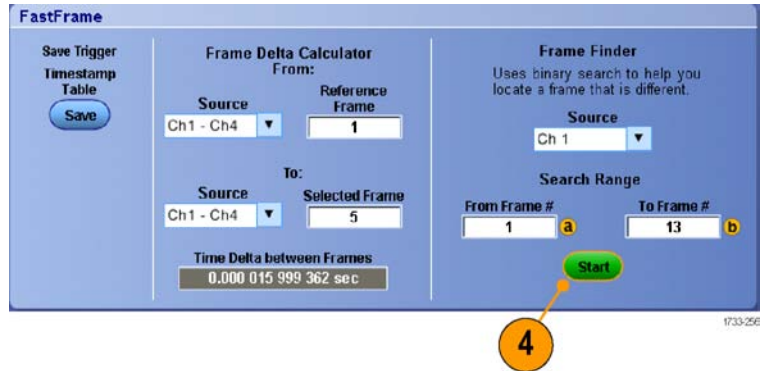 FastFrame
Save Trigger
Timestamp
Table
Save
Frame Delta Calculator
From:
Source
Reference
Frame
Ch1 - Ch4
1
To:
Source
Selected Frame
Ch1 - Ch4
5
Time Delta between Frames
0.000 015 999 362 sec
Frame Finder
Uses binary search to help you
locate a frame that is different.
Source
Ch 1
Search Range
From Frame #
To Frame #
1
a
13
b
Start
4
1733-256